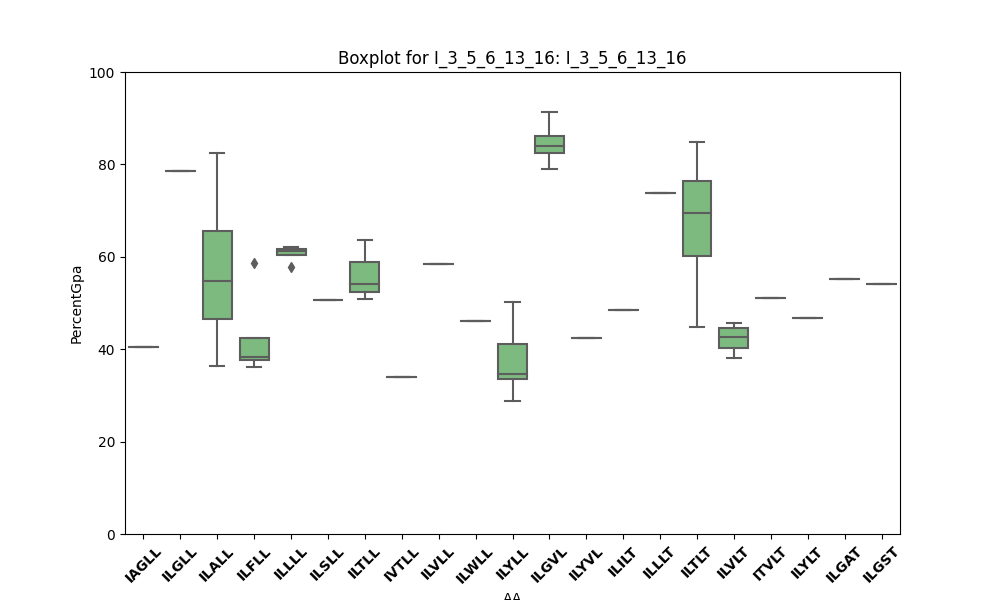 Boxplot for I_3_5_6_13_16: I_3_5_6_13_16
100
80
60
40
20
0
PercentGpa
IAGLL ILGLL ILALL ILFLL ILLLL ILSLL ILTLL IVTLL ILVLL ILWLL ILYLL ILGVL ILYVL ILILT ILLLT ILTLT ILVLT ITVLT ILYLT ILGAT ILGST
AA